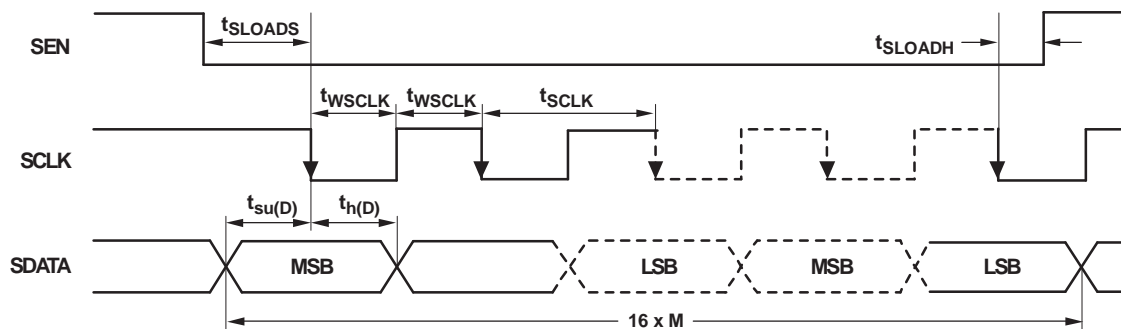 tSLOADS
SEN
tSLOADH
tWSCLK tWSCLK tSCLK
SCLK
tsu(D) th(D)
SDATA MSB LSB MSB LSB
16 x M